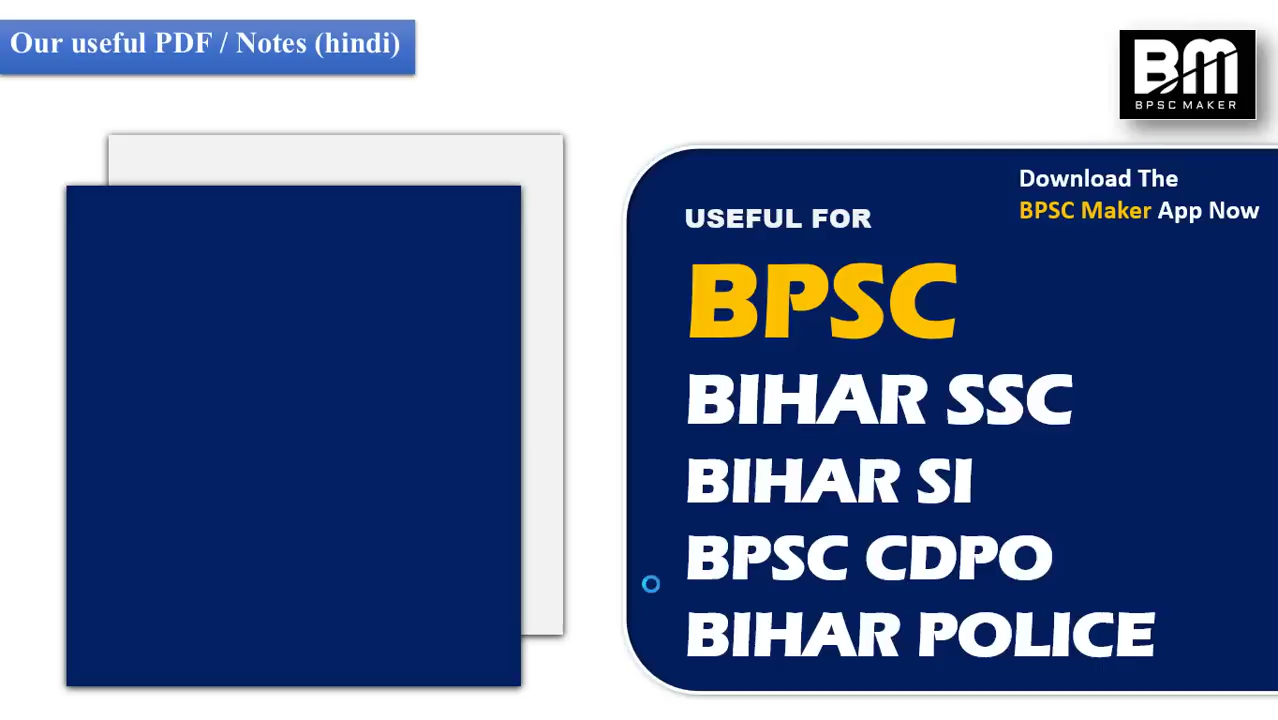 Our useful PDF / Notes (hindi)
BM
BPSC MAKER
Download The
BPSC Maker App Now
USEFUL FOR
BPSC
BIHAR SSC
BIHAR SI
BPSC CDPO
BIHAR POLICE